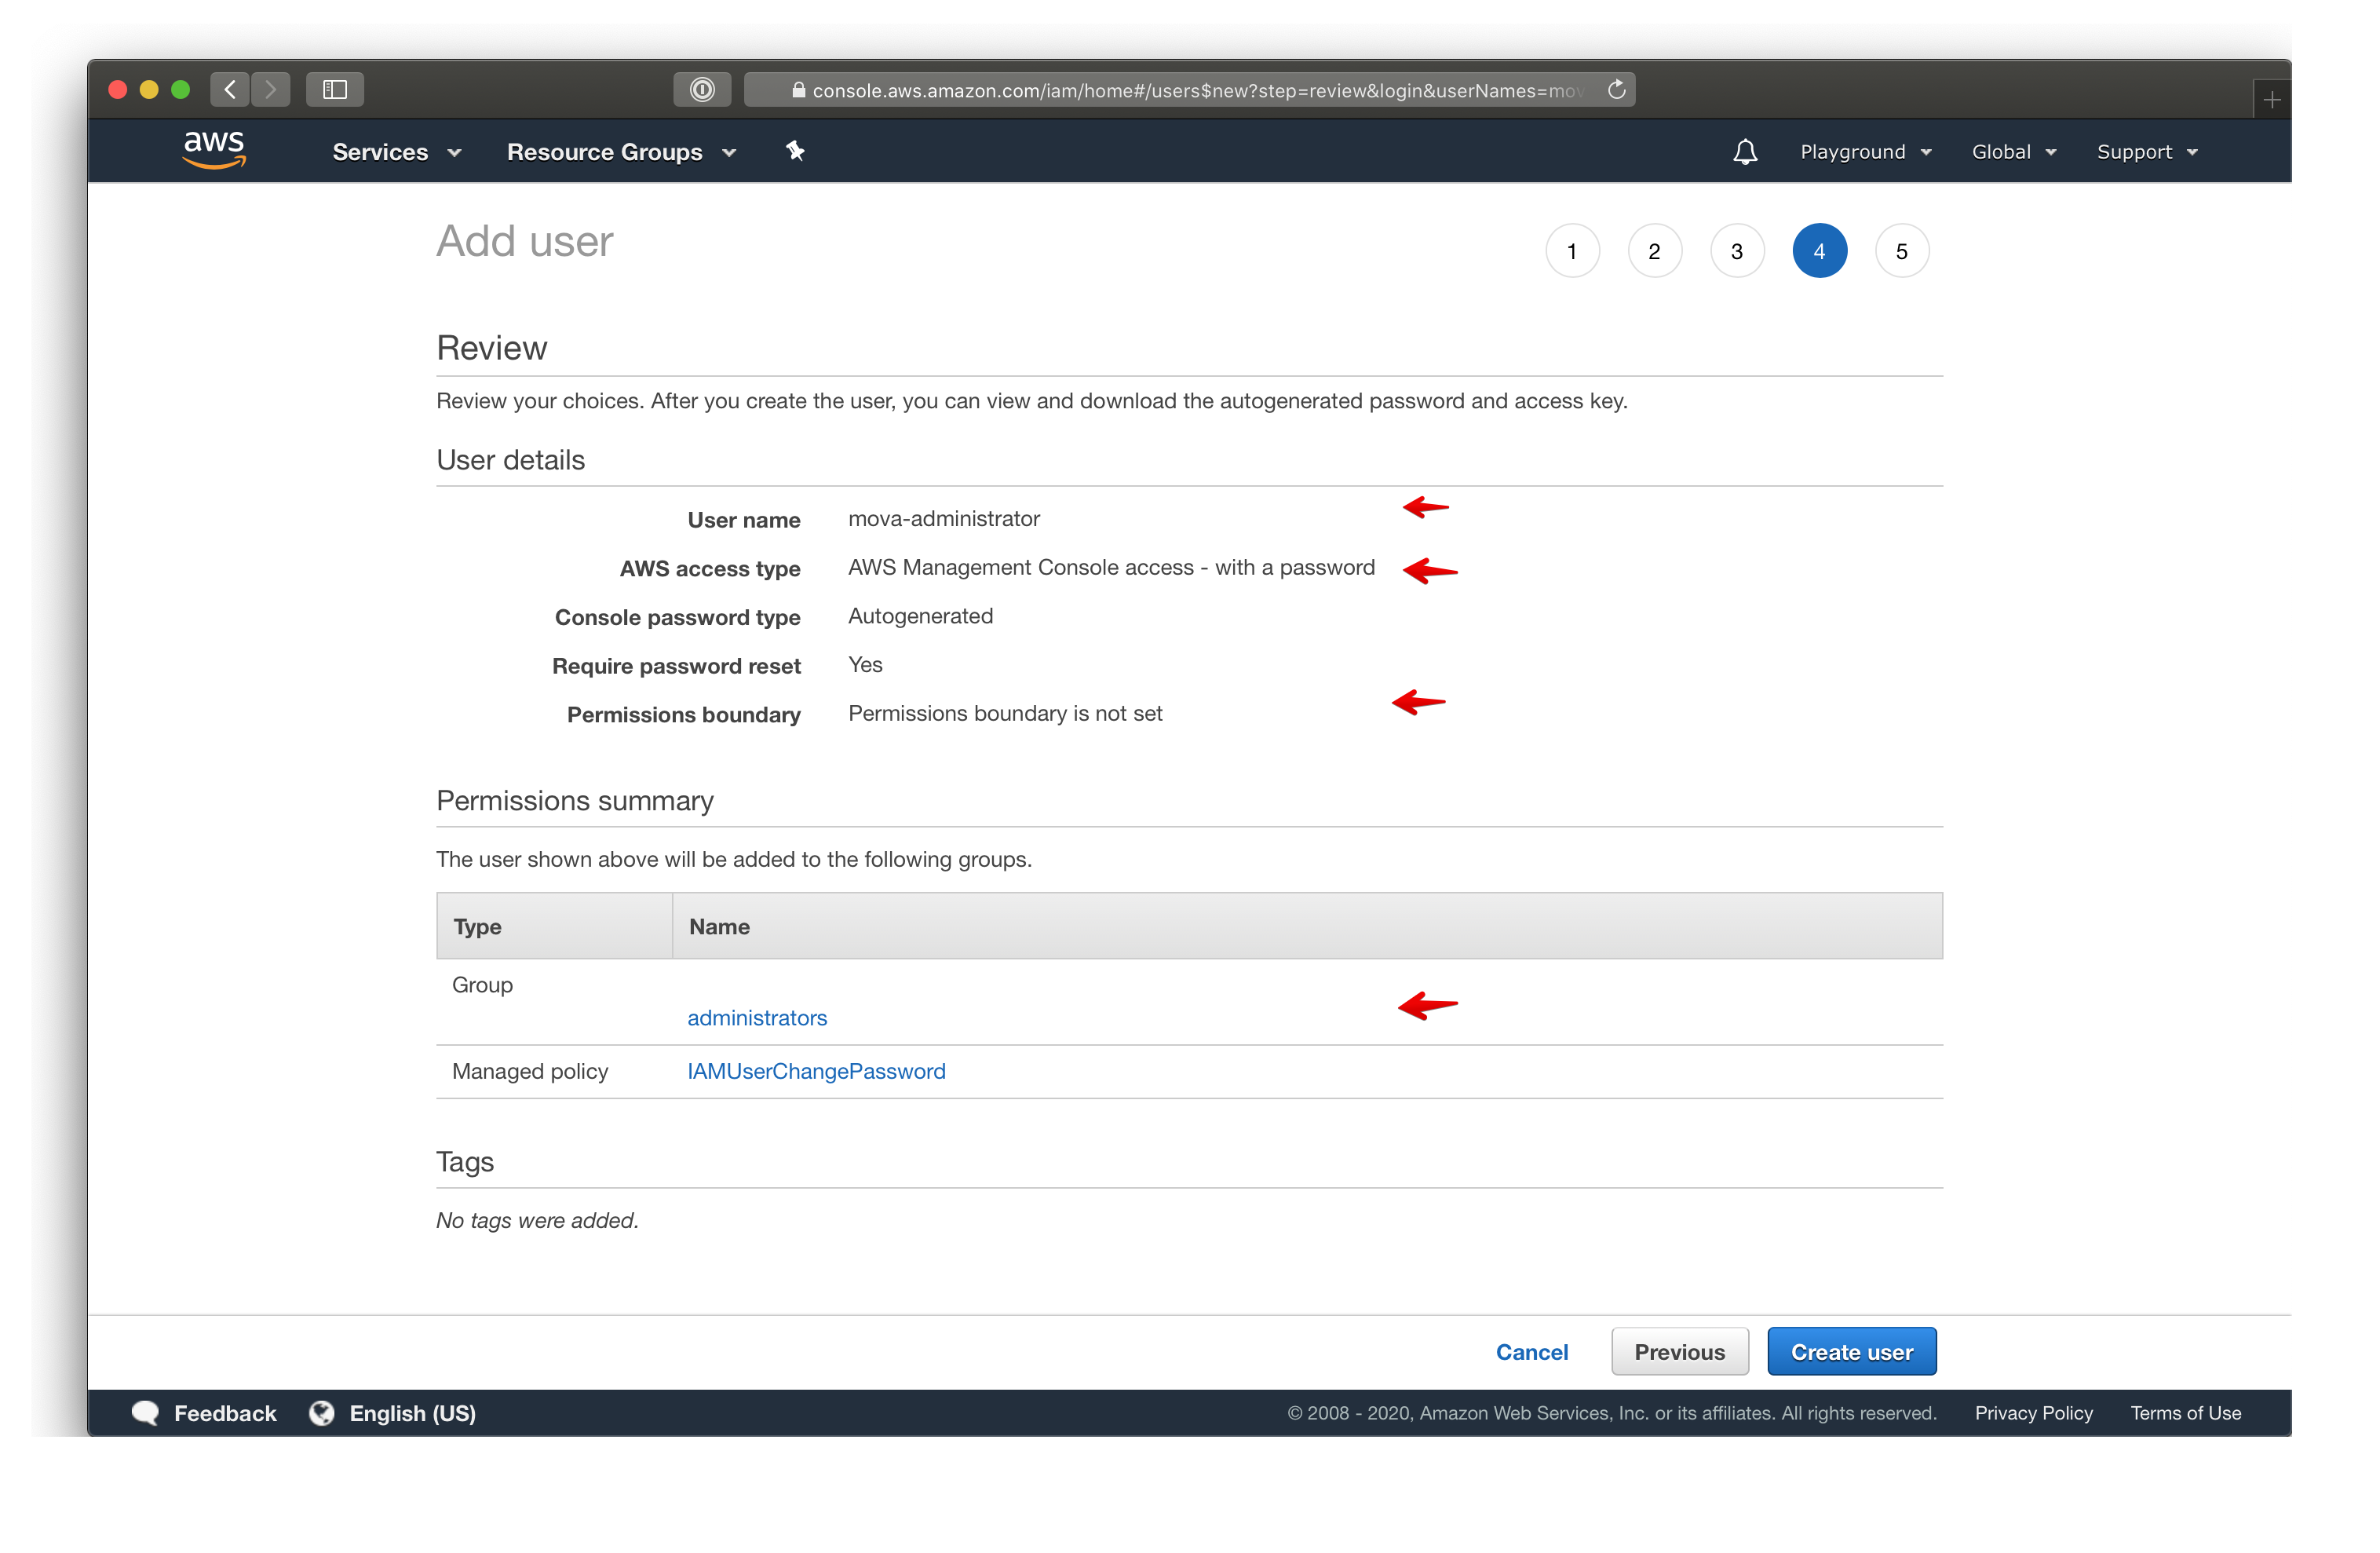 console.aws.amazon.com/iam/home#/users$new?step=review&login&userNames=mov
aws Services Resource Groups Playground Global Support
Add user 1 2 3 4 5
Review
Review your choices. After you create the user, you can view and download the autogenerated password and access key.
User details
User name mova-administrator
AWS access type AWS Management Console access - with a password
Console password type Autogenerated
Require password reset Yes
Permissions boundary Permissions boundary is not set
Permissions summary
The user shown above will be added to the following groups.
Type Name
Group
administrators
Managed policy IAMUserChangePassword
Tags
No tags were added.
Cancel Previous Create user
Feedback English (US) © 2008 - 2020, Amazon Web Services, Inc. or its affiliates. All rights reserved. Privacy Policy Terms of Use